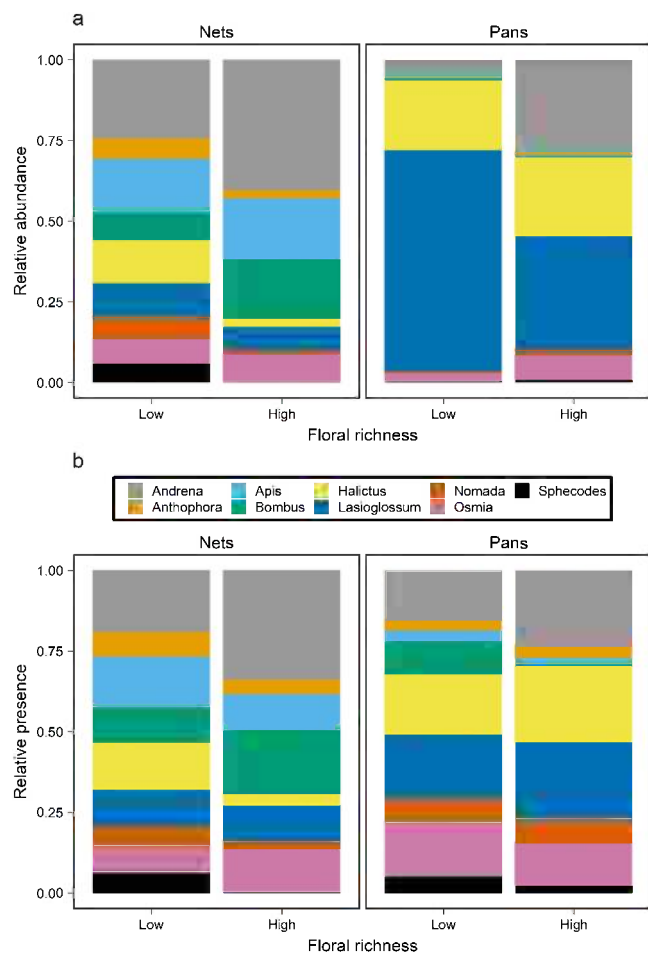 a
Nets
Pans
1.00
0.75
0.50
0.25
0.00
Relative abundance
Low
High
Low
High
Floral richness
b
Andrena
Apis
Halictus
Nomada
Sphecodes
Anthophora
Bombus
Lasioglossum
Osmia
Nets
Pans
1.00
0.75
0.50
0.25
0.00
Relative presence
Low
High
Low
High
Floral richness